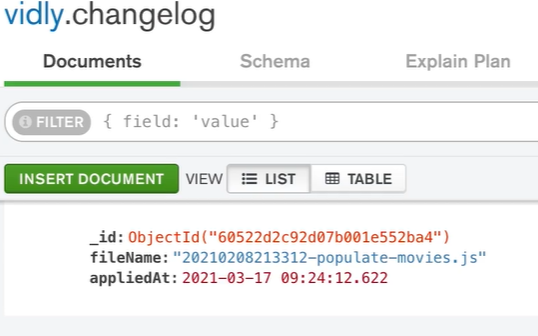 vidly.changelog
Documents Schema Explain Plan
FILTER { field: 'value' }
INSERT DOCUMENT VIEW LIST TABLE
_id: ObjectId("60522d2c92d07b001e552ba4")
fileName: "20210208213312-populate-movies.js"
appliedAt: 2021-03-17 09:24:12.622